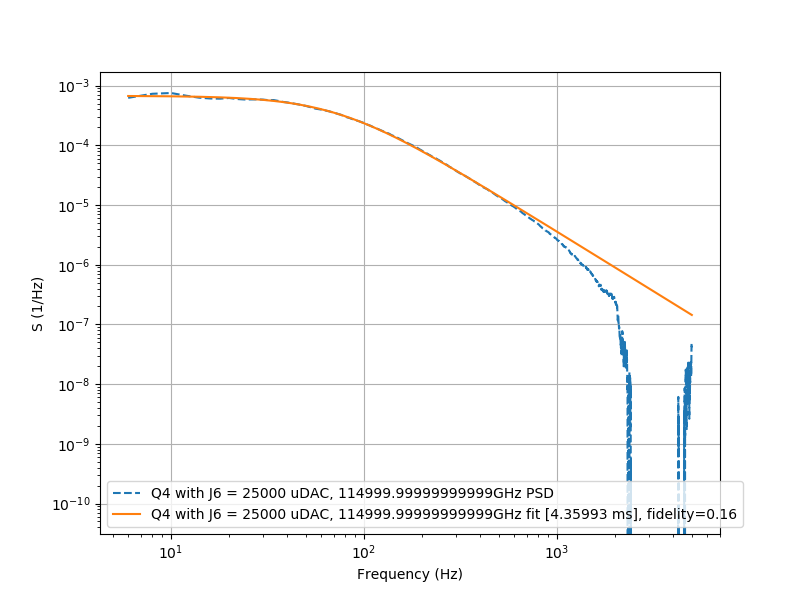 10⁻³
10⁻⁴
10⁻⁵
10⁻⁶
10⁻⁷
10⁻⁸
10⁻⁹
10⁻¹⁰
S (1/Hz)
Q4 with J6 = 25000 uDAC, 114999.99999999999GHz PSD
Q4 with J6 = 25000 uDAC, 114999.99999999999GHz fit [4.35993 ms], fidelity=0.16
10¹ 10² 10³
Frequency (Hz)